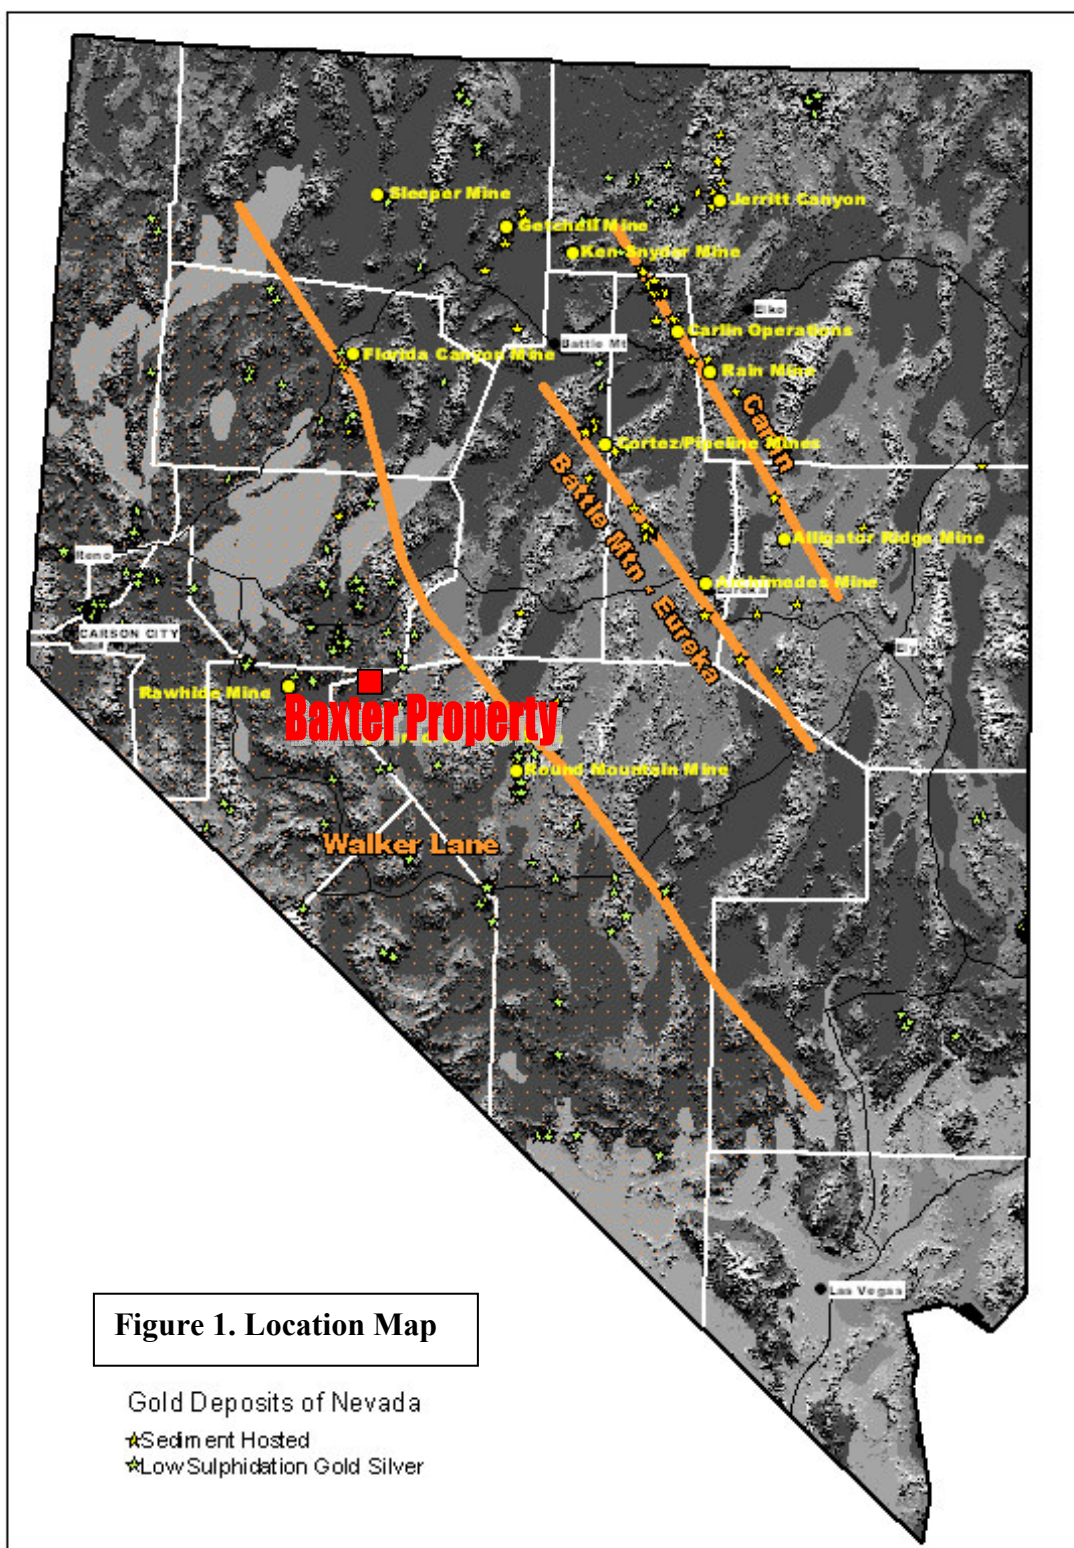 Sleeper Mine
Jerritt Canyon
Getchell Mine
Ken-Snyder Mine
Elko
Carlin Operations
Battle Mt
Florida Canyon Mine
Rain Mine
Carlin
Cortez/Pipeline Mines
Battle Mtn - Eureka
Alligator Ridge Mine
Reno
Archimedes Mine
Eureka
CARSON CITY
Ely
Rawhide Mine
Baxter Property
Round Mountain Mine
Walker Lane
Las Vegas
Figure 1. Location Map
Gold Deposits of Nevada
Sediment Hosted
Low Sulphidation Gold Silver